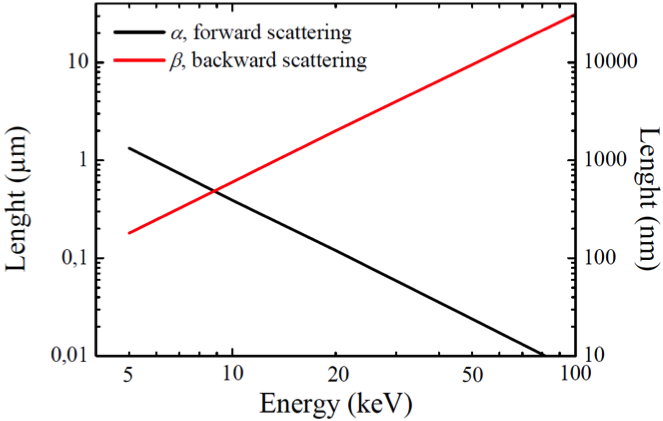 α, forward scattering
β, backward scattering
10
1
0,1
0,01
Lenght (µm)
10000
1000
100
10
Lenght (nm)
5
10
20
50
100
Energy (keV)